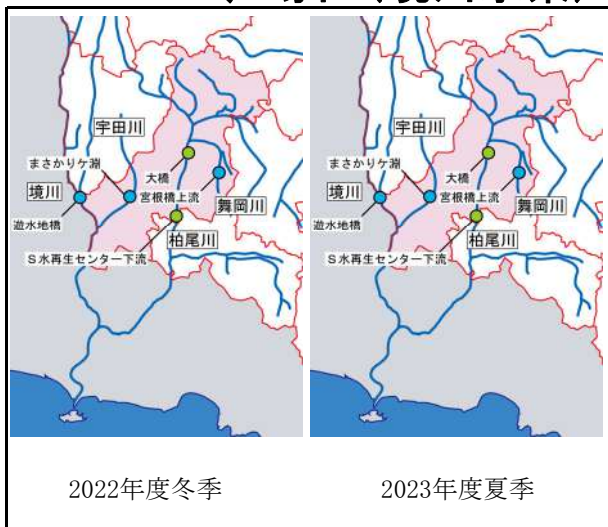 宇田川
まさかりケ淵
大橋
境川
宮根橋上流
舞岡川
遊水地橋
柏尾川
S水再生センター下流
2022年度冬季
宇田川
まさかりケ淵
大橋
境川
宮根橋上流
舞岡川
遊水地橋
柏尾川
S水再生センター下流
2023年度夏季